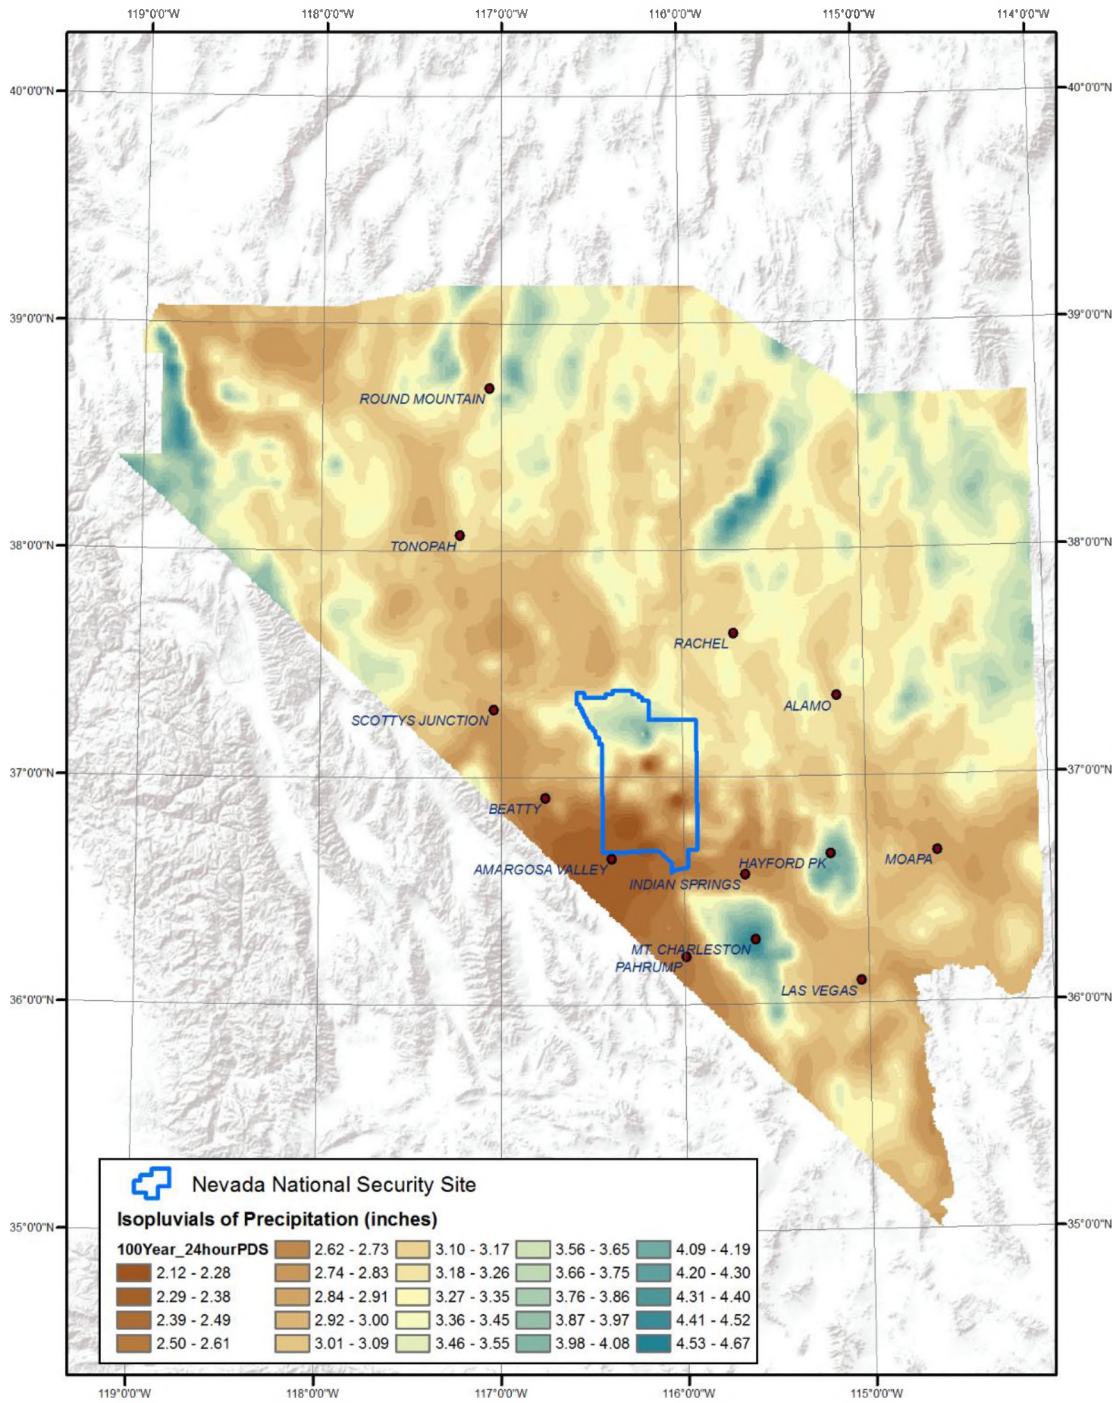 119°0'0"W 118°0'0"W 117°0'0"W 116°0'0"W 115°0'0"W 114°0'0"W
40°0'0"N 40°0'0"N
39°0'0"N 39°0'0"N
ROUND MOUNTAIN
38°0'0"N 38°0'0"N
TONOPAH
RACHEL
ALAMO
SCOTTYS JUNCTION
37°0'0"N 37°0'0"N
BEATTY
HAYFORD PK MOAPA
AMARGOSA VALLEY
INDIAN SPRINGS
MT. CHARLESTON
PAHRUMP
LAS VEGAS
36°0'0"N 36°0'0"N
Nevada National Security Site
Isopluvials of Precipitation (inches)
35°0'0"N 35°0'0"N
100Year_24hourPDS 2.62 - 2.73 3.10 - 3.17 3.56 - 3.65 4.09 - 4.19
2.12 - 2.28 2.74 - 2.83 3.18 - 3.26 3.66 - 3.75 4.20 - 4.30
2.29 - 2.38 2.84 - 2.91 3.27 - 3.35 3.76 - 3.86 4.31 - 4.40
2.39 - 2.49 2.92 - 3.00 3.36 - 3.45 3.87 - 3.97 4.41 - 4.52
2.50 - 2.61 3.01 - 3.09 3.46 - 3.55 3.98 - 4.08 4.53 - 4.67
119°0'0"W 118°0'0"W 117°0'0"W 116°0'0"W 115°0'0"W